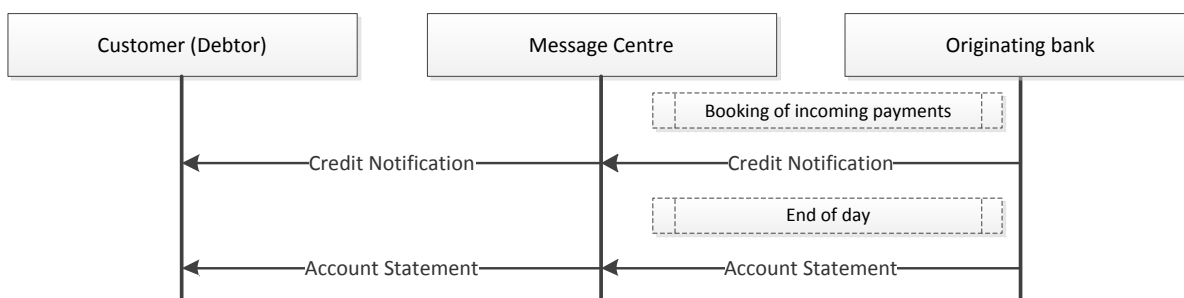 Customer (Debtor)
Message Centre
Originating bank
Booking of incoming payments
Credit Notification
Credit Notification
End of day
Account Statement
Account Statement